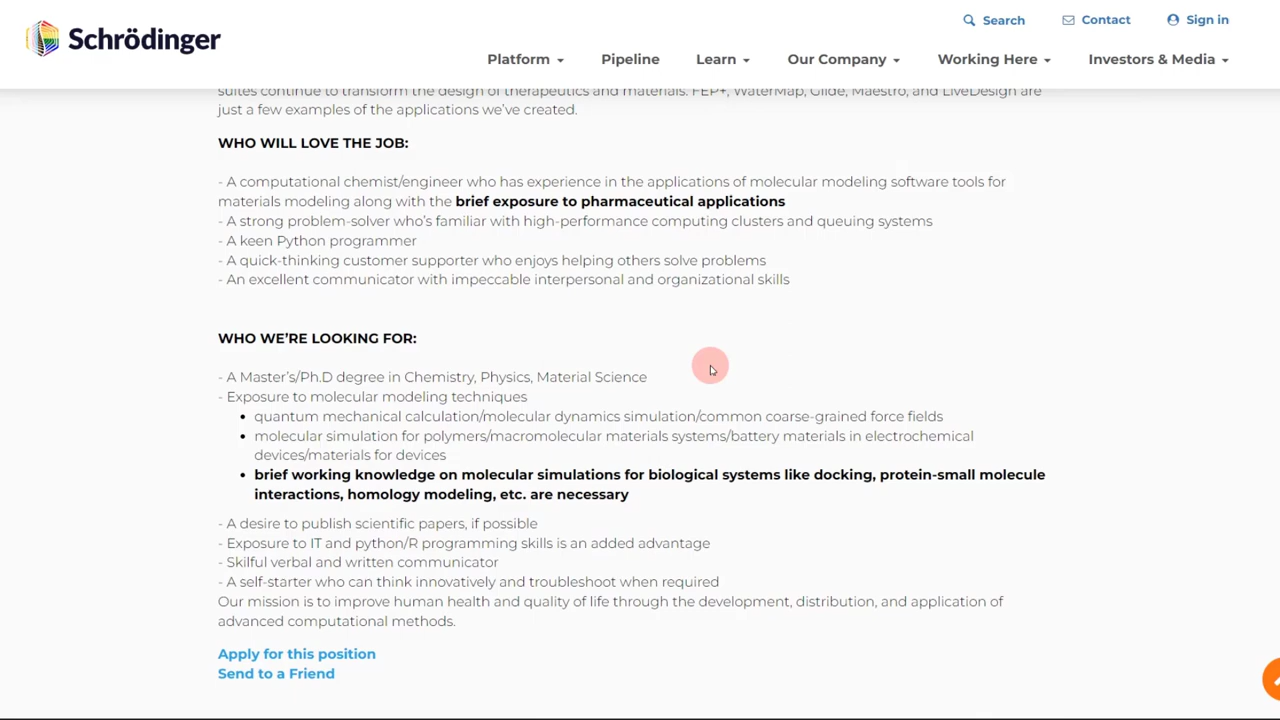 Search Contact Sign in
Schrödinger
Platform Pipeline Learn Our Company Working Here Investors & Media
suites continue to transform the design of therapeutics and materials. FEP+, WaterMap, Glide, Maestro, and LiveDesign are
just a few examples of the applications we've created.
WHO WILL LOVE THE JOB:
- A computational chemist/engineer who has experience in the applications of molecular modeling software tools for
materials modeling along with the brief exposure to pharmaceutical applications
- A strong problem-solver who's familiar with high-performance computing clusters and queuing systems
- A keen Python programmer
- A quick-thinking customer supporter who enjoys helping others solve problems
- An excellent communicator with impeccable interpersonal and organizational skills
WHO WE'RE LOOKING FOR:
- A Master's/Ph.D degree in Chemistry, Physics, Material Science
- Exposure to molecular modeling techniques
• quantum mechanical calculation/molecular dynamics simulation/common coarse-grained force fields
• molecular simulation for polymers/macromolecular materials systems/battery materials in electrochemical
devices/materials for devices
• brief working knowledge on molecular simulations for biological systems like docking, protein-small molecule
interactions, homology modeling, etc. are necessary
- A desire to publish scientific papers, if possible
- Exposure to IT and python/R programming skills is an added advantage
- Skilful verbal and written communicator
- A self-starter who can think innovatively and troubleshoot when required
Our mission is to improve human health and quality of life through the development, distribution, and application of
advanced computational methods.
Apply for this position
Send to a Friend